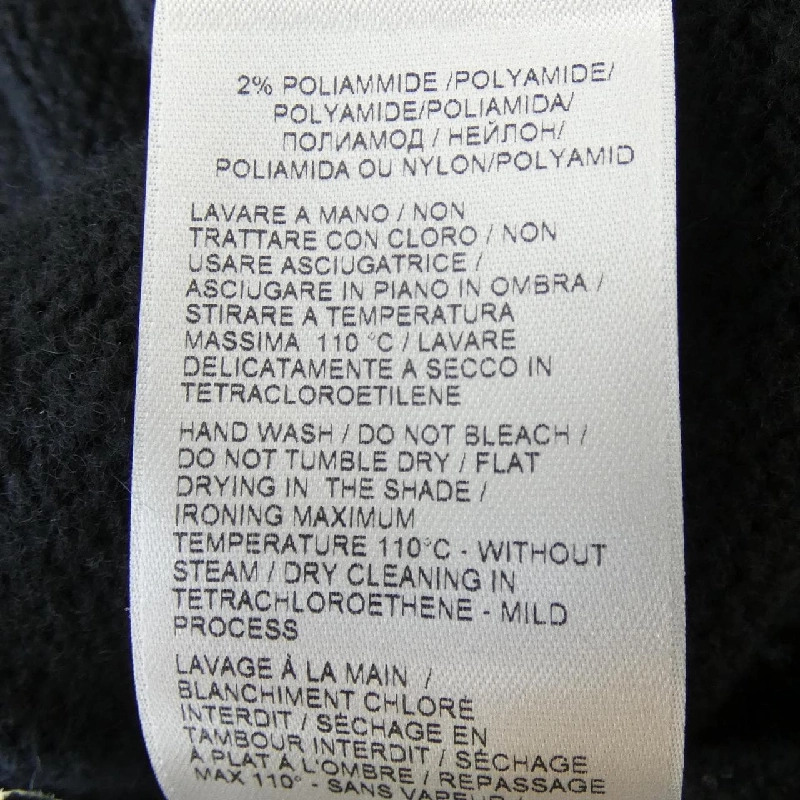 2% POLIAMMIDE /POLYAMIDE/
POLYAMIDE/POLIAMIDA/
ПОЛИАМОД / НЕЙЛОН/
POLIAMIDA OU NYLON/POLYAMID
LAVARE A MANO / NON
TRATTARE CON CLORO / NON
USARE ASCIUGATRICE /
ASCIUGARE IN PIANO IN OMBRA /
STIRARE A TEMPERATURA
MASSIMA 110 °C / LAVARE
DELICATAMENTE A SECCO IN
TETRACLOROETILENE
HAND WASH / DO NOT BLEACH /
DO NOT TUMBLE DRY / FLAT
DRYING IN THE SHADE /
IRONING MAXIMUM
TEMPERATURE 110°C - WITHOUT
STEAM / DRY CLEANING IN
TETRACHLOROETHENE - MILD
PROCESS
LAVAGE À LA MAIN /
BLANCHIMENT CHLORÉ
INTERDIT / SÉCHAGE EN
TAMBOUR INTERDIT / SÉCHAGE
À PLAT À L'OMBRE / REPASSAGE
MAX 110° - SANS VAPEUR /